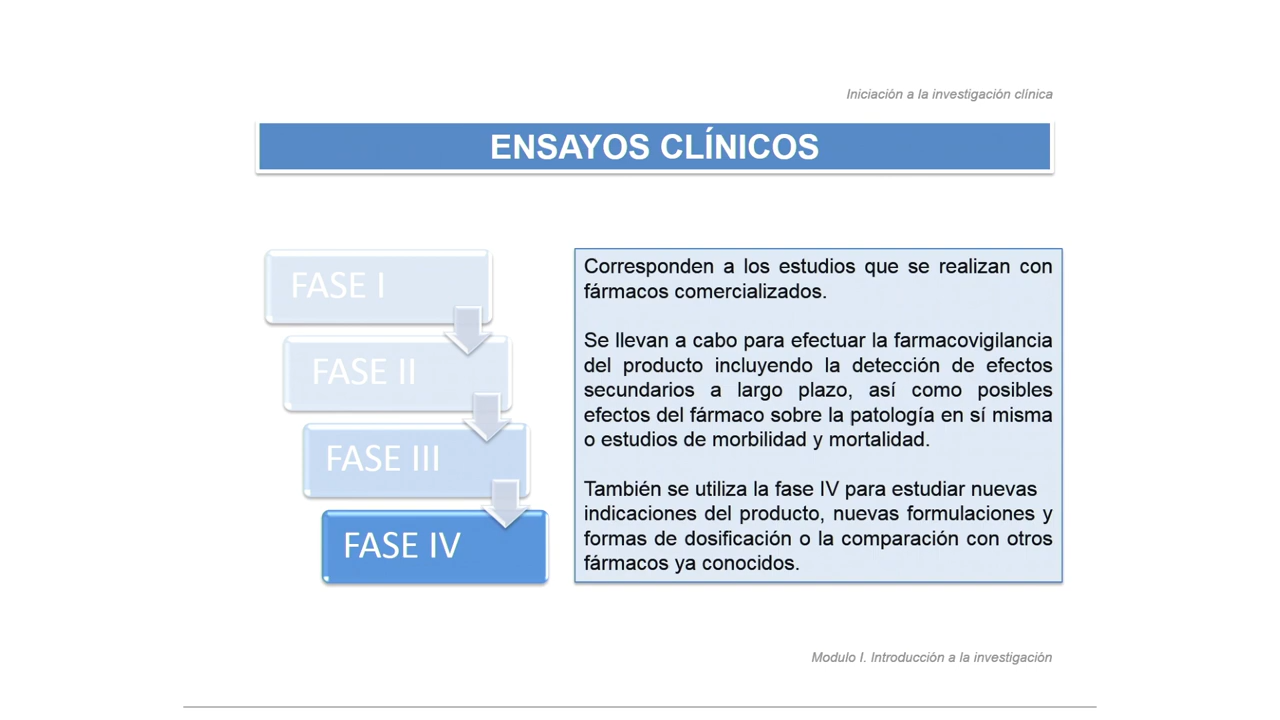 Iniciación a la investigación clínica
ENSAYOS CLÍNICOS
FASE I
FASE II
FASE III
FASE IV
Corresponden a los estudios que se realizan con
fármacos comercializados.
Se llevan a cabo para efectuar la farmacovigilancia
del producto incluyendo la detección de efectos
secundarios a largo plazo, así como posibles
efectos del fármaco sobre la patología en sí misma
o estudios de morbilidad y mortalidad.
También se utiliza la fase IV para estudiar nuevas
indicaciones del producto, nuevas formulaciones y
formas de dosificación o la comparación con otros
fármacos ya conocidos.
Modulo I. Introducción a la investigación